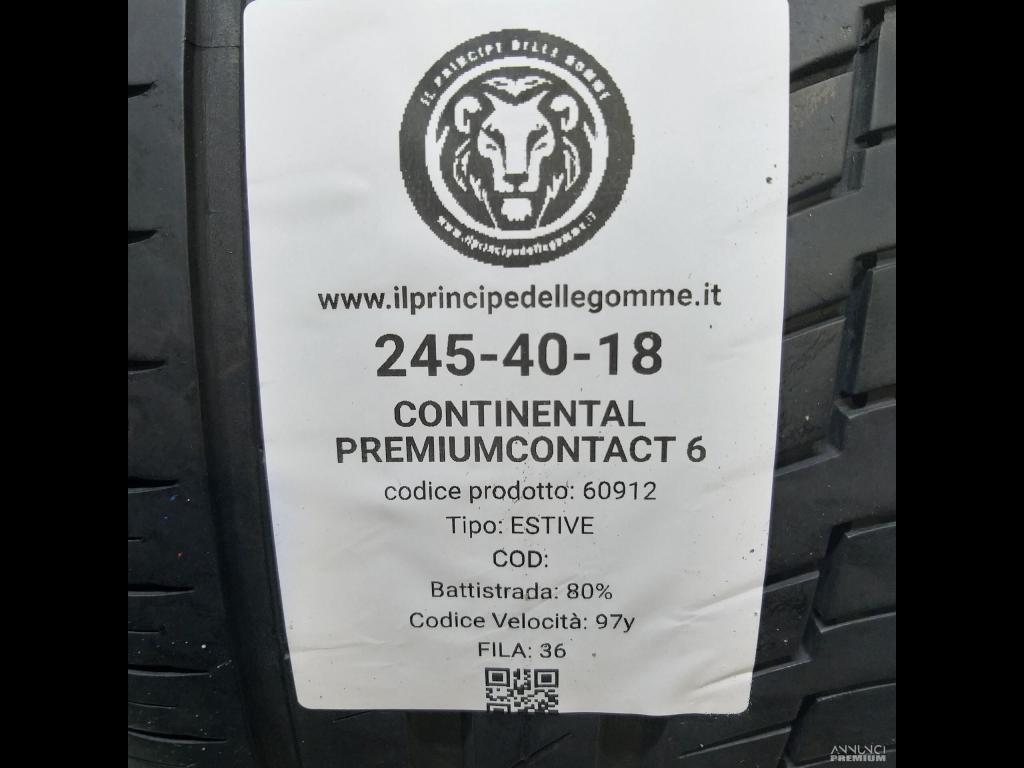 IL PRINCIPE DELLE GOMME
www.ilprincipedellegomme.it
www.ilprincipedellegomme.it
245-40-18
CONTINENTAL
PREMIUMCONTACT 6
codice prodotto: 60912
Tipo: ESTIVE
COD:
Battistrada: 80%
Codice Velocità: 97y
FILA: 36
ANNUNCI
PREMIUM